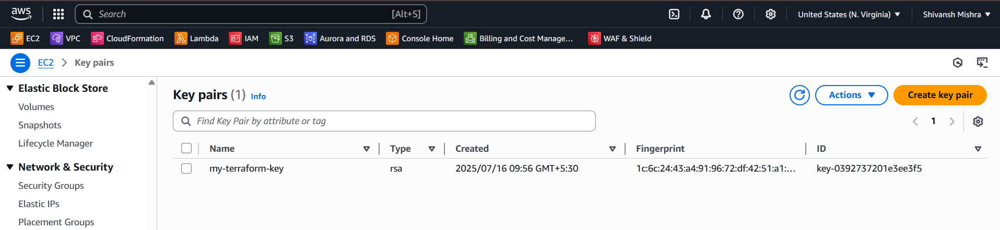 aws Search [Alt+S] United States (N. Virginia) Shivansh Mishra
EC2 VPC CloudFormation Lambda IAM S3 Aurora and RDS Console Home Billing and Cost Manage... WAF & Shield
EC2 Key pairs
Elastic Block Store
Volumes
Snapshots
Lifecycle Manager
Network & Security
Security Groups
Elastic IPs
Placement Groups
Key pairs (1) Info Actions Create key pair
Find Key Pair by attribute or tag 1
Name Type Created Fingerprint ID
my-terraform-key rsa 2025/07/16 09:56 GMT+5:30 1c:6c:24:43:a4:91:96:72:df:42:51:a1:... key-0392737201e3ee3f5